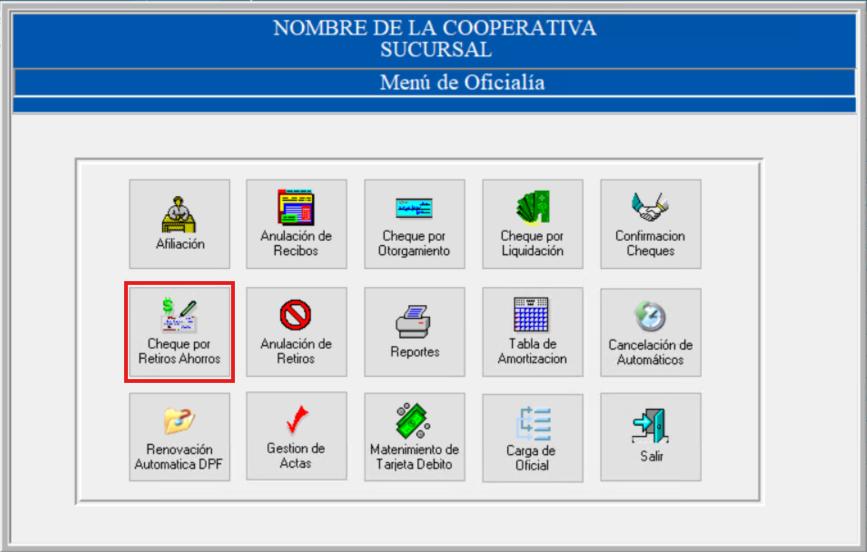 NOMBRE DE LA COOPERATIVA
SUCURSAL
Menú de Oficialía
Afiliación
Anulación de
Recibos
Cheque por
Otorgamiento
Cheque por
Liquidación
Confirmacion
Cheques
Cheque por
Retiros Ahorros
Anulación de
Retiros
Reportes
Tabla de
Amortizacion
Cancelación de
Automáticos
Renovación
Automatica DPF
Gestion de
Actas
Matenimiento de
Tarjeta Debito
Carga de
Oficial
Salir